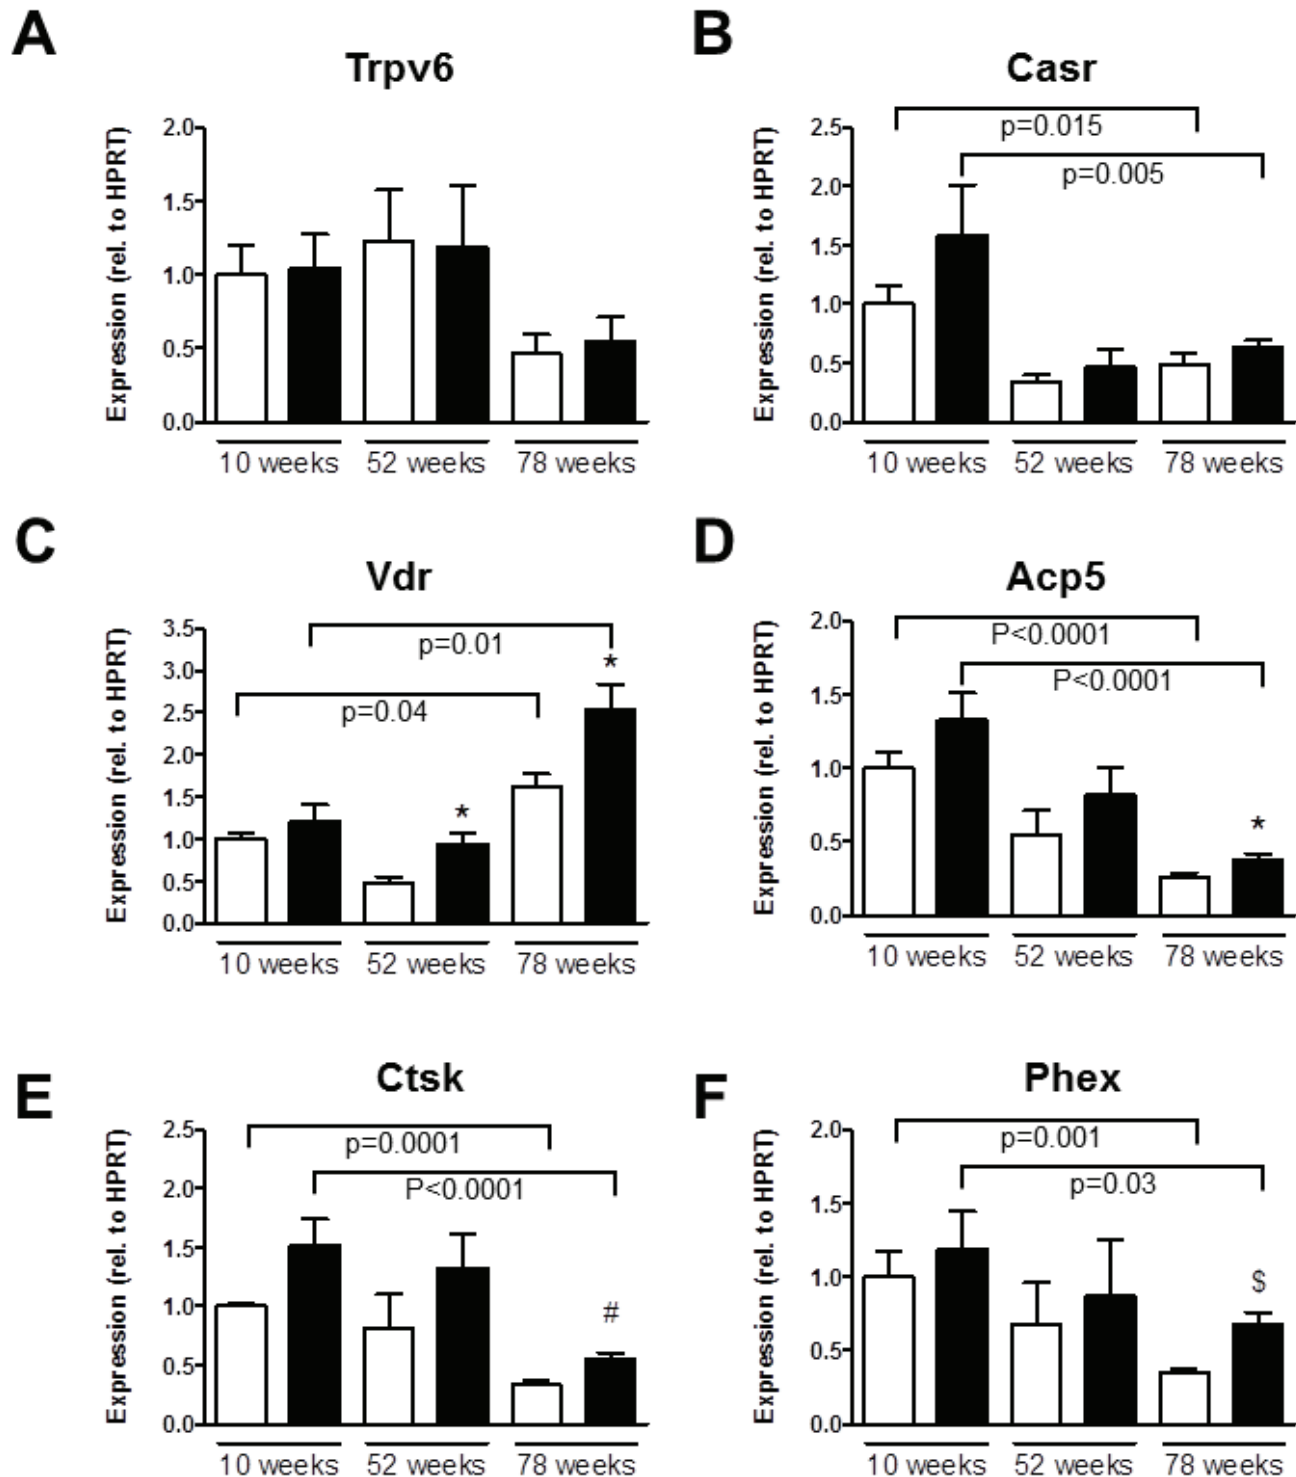 A
Trpv6
Expression (rel. to HPRT)
2.0
1.5
1.0
0.5
0.0
10 weeks 52 weeks 78 weeks
B
Casr
Expression (rel. to HPRT)
2.5
2.0
1.5
1.0
0.5
0.0
p=0.015
p=0.005
10 weeks 52 weeks 78 weeks
C
Vdr
Expression (rel. to HPRT)
3.5
3.0
2.5
2.0
1.5
1.0
0.5
0.0
p=0.01
*
p=0.04
*
10 weeks 52 weeks 78 weeks
D
Acp5
Expression (rel. to HPRT)
2.0
1.5
1.0
0.5
0.0
P<0.0001
P<0.0001
*
10 weeks 52 weeks 78 weeks
E
Ctsk
Expression (rel. to HPRT)
2.5
2.0
1.5
1.0
0.5
0.0
p=0.0001
P<0.0001
#
10 weeks 52 weeks 78 weeks
F
Phex
Expression (rel. to HPRT)
2.0
1.5
1.0
0.5
0.0
p=0.001
p=0.03
$
10 weeks 52 weeks 78 weeks